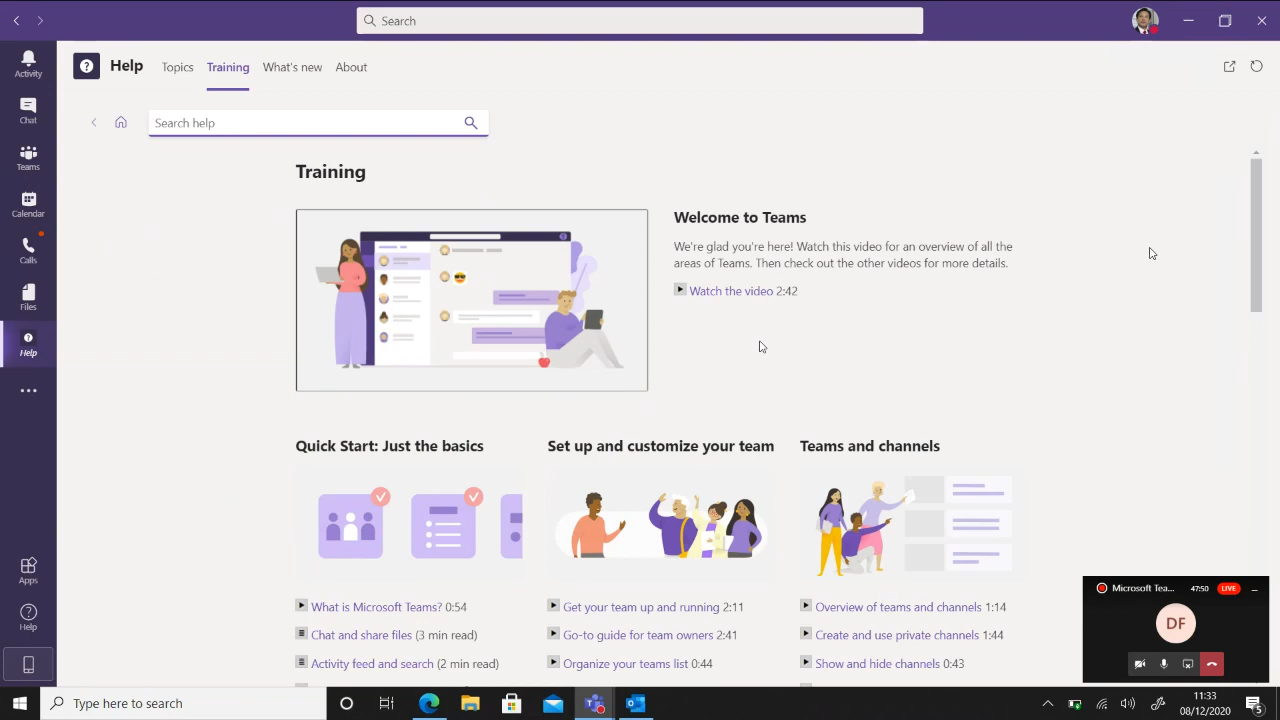 Search
Activity
Chat
Teams
Calendar
Calls
Files
Help
Apps
Help
Help
Topics
Training
What's new
About
Search help
Training
Welcome to Teams
We're glad you're here! Watch this video for an overview of all the
areas of Teams. Then check out the other videos for more details.
Watch the video 2:42
Quick Start: Just the basics
What is Microsoft Teams? 0:54
Chat and share files (3 min read)
Activity feed and search (2 min read)
Set up and customize your team
Get your team up and running 2:11
Go-to guide for team owners 2:41
Organize your teams list 0:44
Teams and channels
Overview of teams and channels 1:14
Create and use private channels 1:44
Show and hide channels 0:43
Microsoft Tea...
47:50
LIVE
DF
Type here to search
11:33
08/12/2020
5